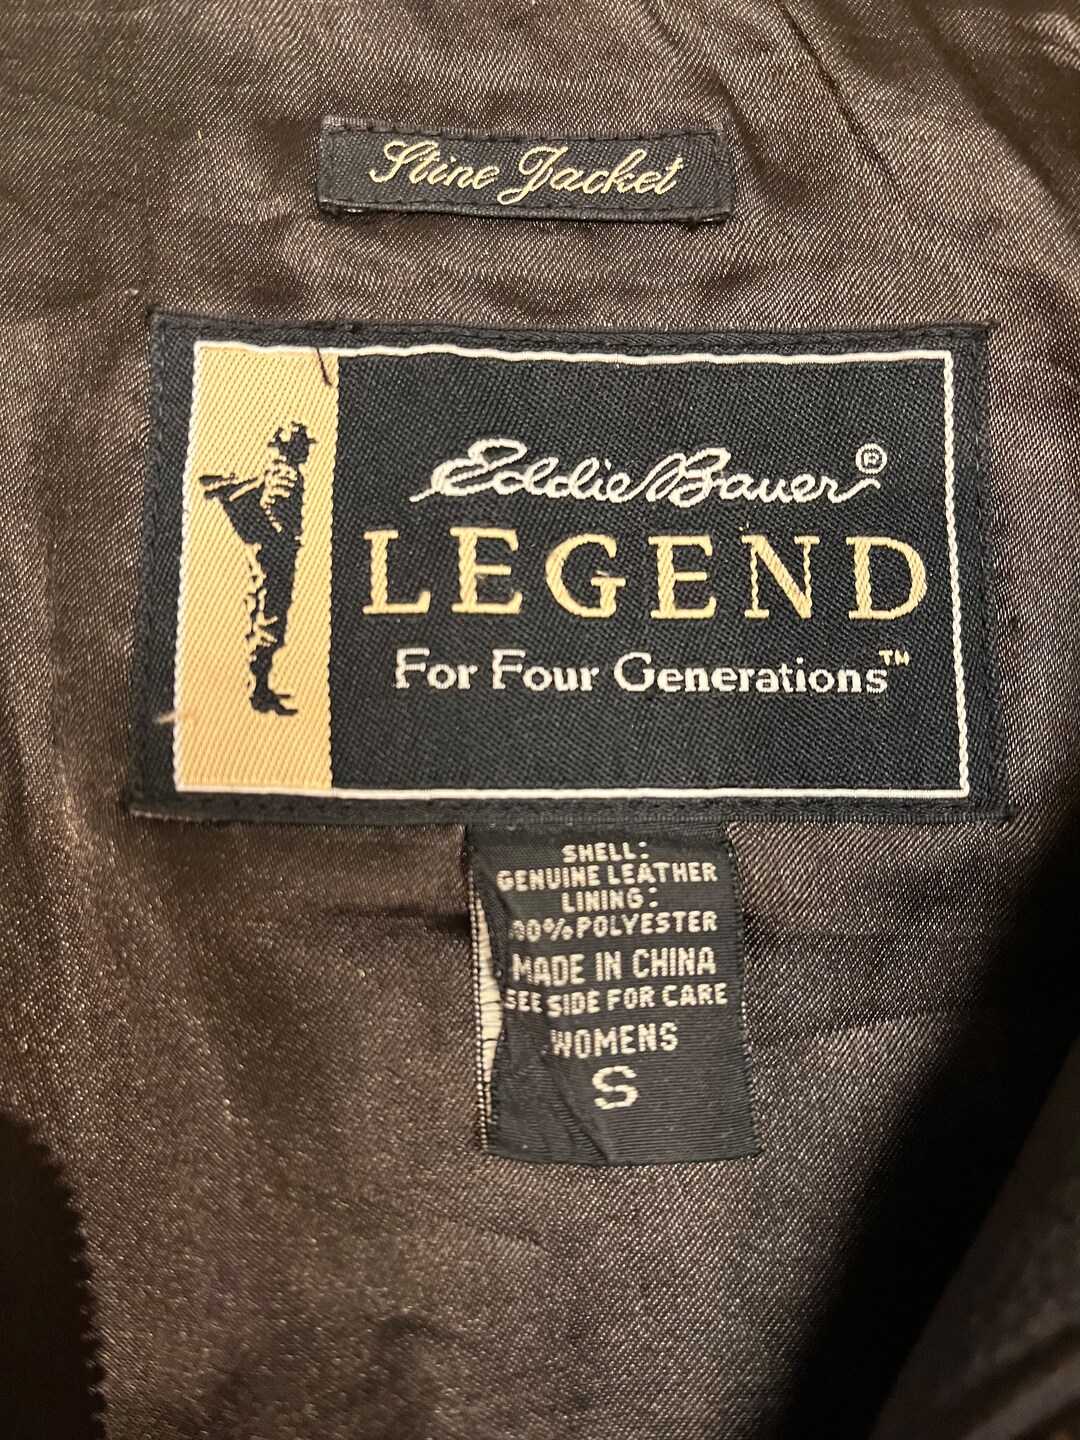 Stine Jacket
Eddie Bauer®
LEGEND
For Four Generations™
SHELL:
GENUINE LEATHER
LINING:
100% POLYESTER
MADE IN CHINA
SEE SIDE FOR CARE
WOMENS
S